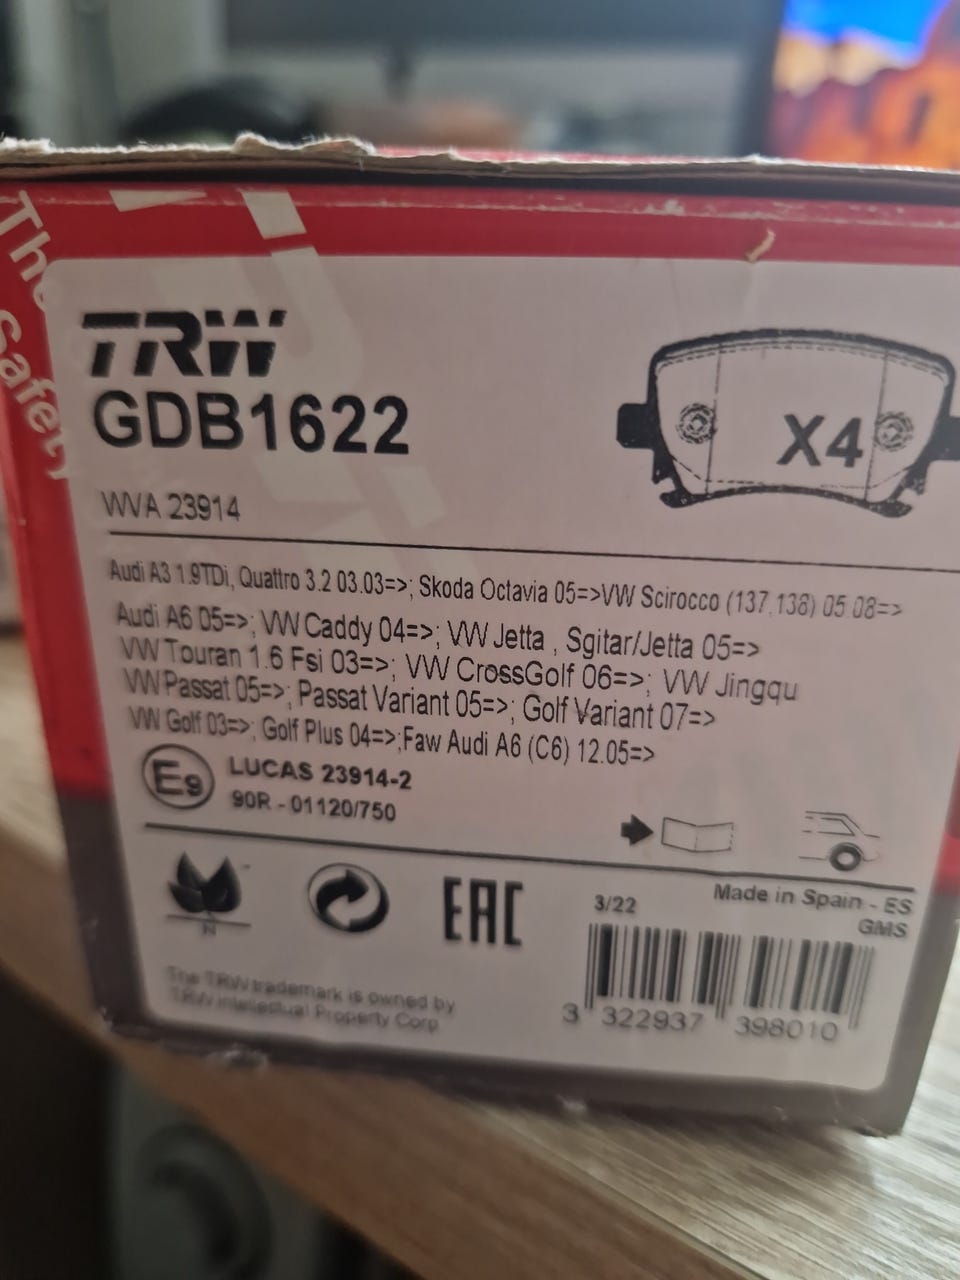 The
Safety
TRW
GDB1622
X4
WVA 23914
Audi A3 1.9TDi, Quattro 3.2 03.03=>; Skoda Octavia 05=>VW Scirocco (137,138) 05.08=>
Audi A6 05=>; VW Caddy 04=>; VW Jetta , Sgitar/Jetta 05=>
VW Touran 1.6 Fsi 03=>; VW CrossGolf 06=>; VW Jingqu
VW Passat 05=>; Passat Variant 05=>; Golf Variant 07=>
VW Golf 03=>; Golf Plus 04=>;Faw Audi A6 (C6) 12.05=>
E9
LUCAS 23914-2
90R - 01120/750
N
EAC
3/22
Made in Spain - ES
GMS
The TRW trademark is owned by
TRW Intellectual Property Corp
3 322937 398010